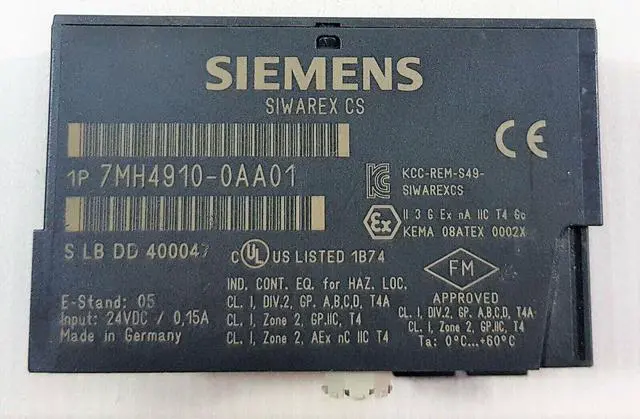 SIEMENS
SIWAREX CS
CE
1P 7MH4910-0AA01
KCC-REM-S49-
SIWAREXCS
Ex II 3 G Ex nA IIC T4 Gc
KEMA 08ATEX 0002X
S LB DD 400047
C UL US LISTED 1B74
FM
APPROVED
IND. CONT. EQ. for HAZ. LOC.
CL. I, DIV.2, GP. A,B,C,D, T4A
CL. I, Zone 2, GP.IIC, T4
CL. I, Zone 2, AEx nC IIC T4
CL. I, DIV.2, GP. A,B,C,D, T4A
CL. I, Zone 2, GP.IIC, T4
Ta: 0°C...+60°C
E-Stand: 05
Input: 24VDC / 0,15A
Made in Germany